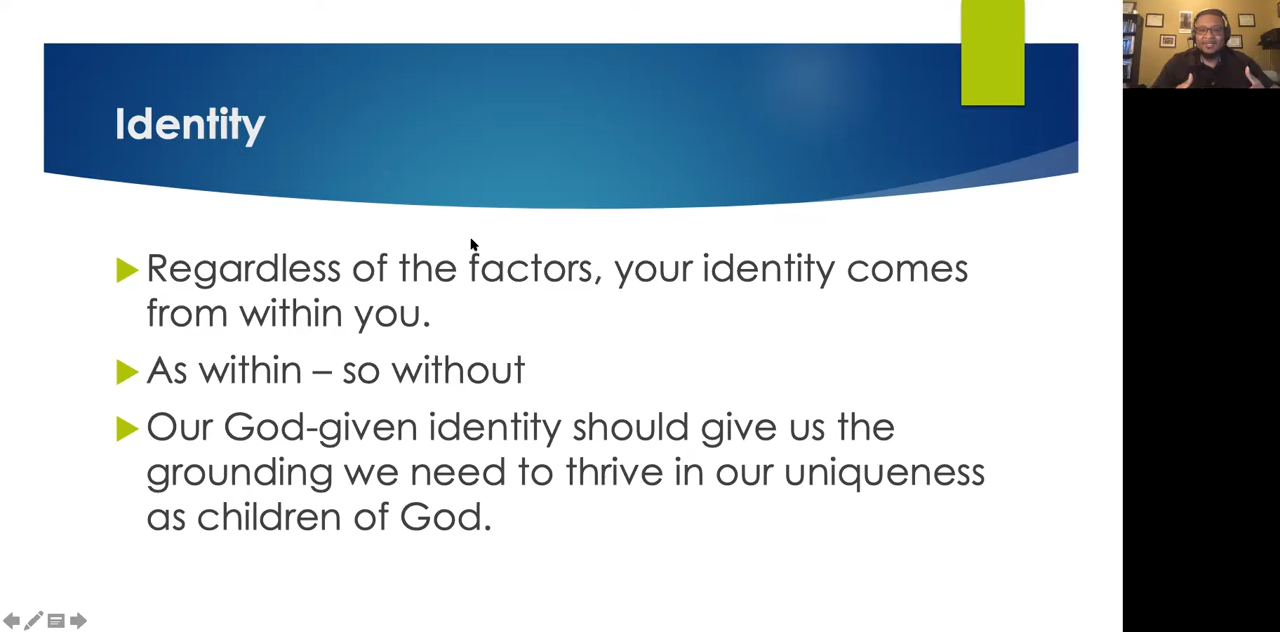 Identity
Regardless of the factors, your identity comes
from within you.
As within – so without
Our God-given identity should give us the
grounding we need to thrive in our uniqueness
as children of God.